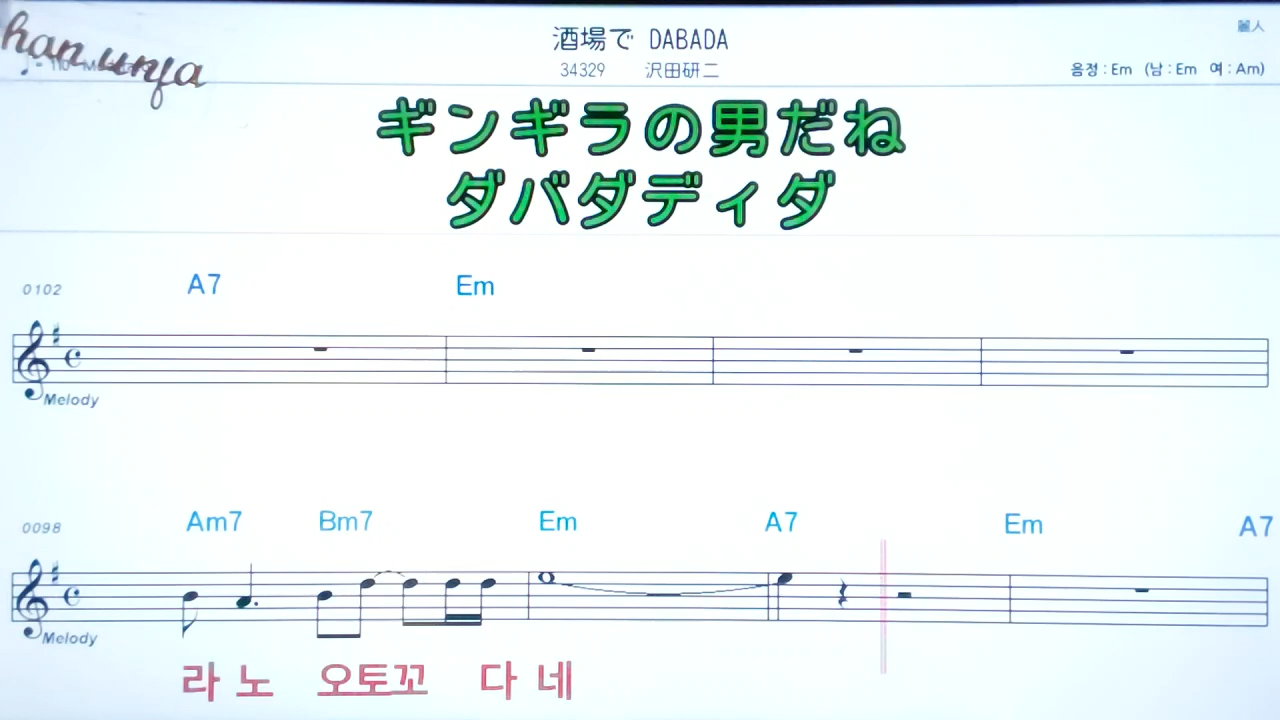 han unja
酒場で DABADA
麗人
34329 沢田研二
음정 : Em (남 : Em 여 : Am)
ギンギラの男だね
ダバダディダ
0102 A7 Em
Melody
0098 Am7 Bm7 Em A7 Em A7
Melody
라 노 오토꼬 다 네